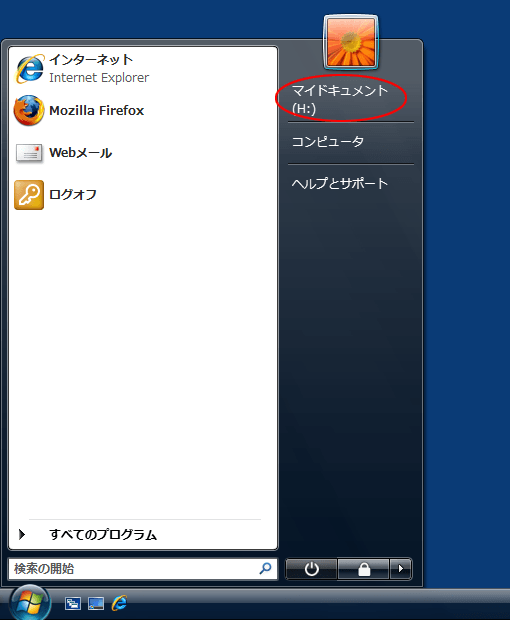 インターネット
Internet Explorer
Mozilla Firefox
Webメール
ログオフ
すべてのプログラム
検索の開始
マイドキュメント
(H:)
コンピュータ
ヘルプとサポート